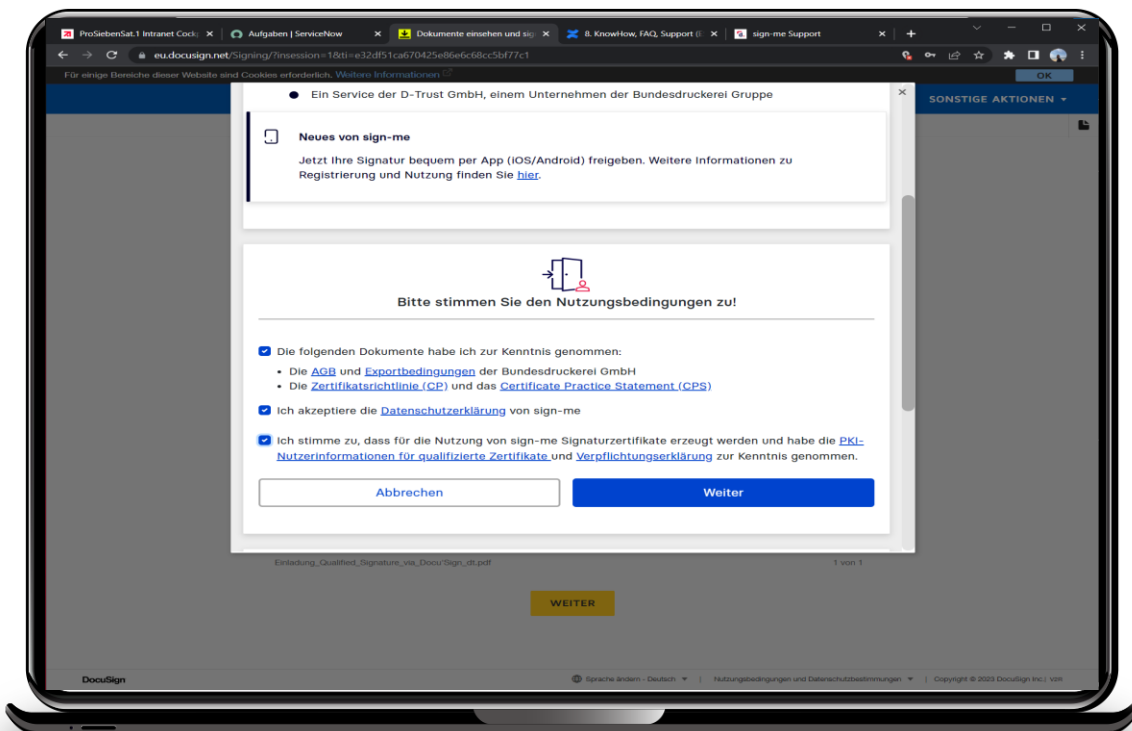 ProSiebenSat.1 Intranet Cockp
Aufgaben | ServiceNow
Dokumente einsehen und sig
8. KnowHow, FAQ, Support (
sign-me Support
eu.docusign.net/Signing/?insession=1&ti=e32df51ca670425e86e6c68cc5bf77c1
Für einige Bereiche dieser Website sind Cookies erforderlich. Weitere Informationen
OK
SONSTIGE AKTIONEN
Ein Service der D-Trust GmbH, einem Unternehmen der Bundesdruckerei Gruppe
Neues von sign-me
Jetzt Ihre Signatur bequem per App (iOS/Android) freigeben. Weitere Informationen zu
Registrierung und Nutzung finden Sie hier.
Bitte stimmen Sie den Nutzungsbedingungen zu!
Die folgenden Dokumente habe ich zur Kenntnis genommen:
• Die AGB und Exportbedingungen der Bundesdruckerei GmbH
• Die Zertifikatsrichtlinie (CP) und das Certificate Practice Statement (CPS)
Ich akzeptiere die Datenschutzerklärung von sign-me
Ich stimme zu, dass für die Nutzung von sign-me Signaturzertifikate erzeugt werden und habe die PKI-
Nutzerinformationen für qualifizierte Zertifikate und Verpflichtungserklärung zur Kenntnis genommen.
Abbrechen
Weiter
Einladung_Qualified_Signature_via_Docu'Sign_dt.pdf
1 von 1
WEITER
DocuSign
Sprache ändern - Deutsch
Nutzungsbedingungen und Datenschutzbestimmungen
Copyright © 2023 DocuSign Inc.| V2R